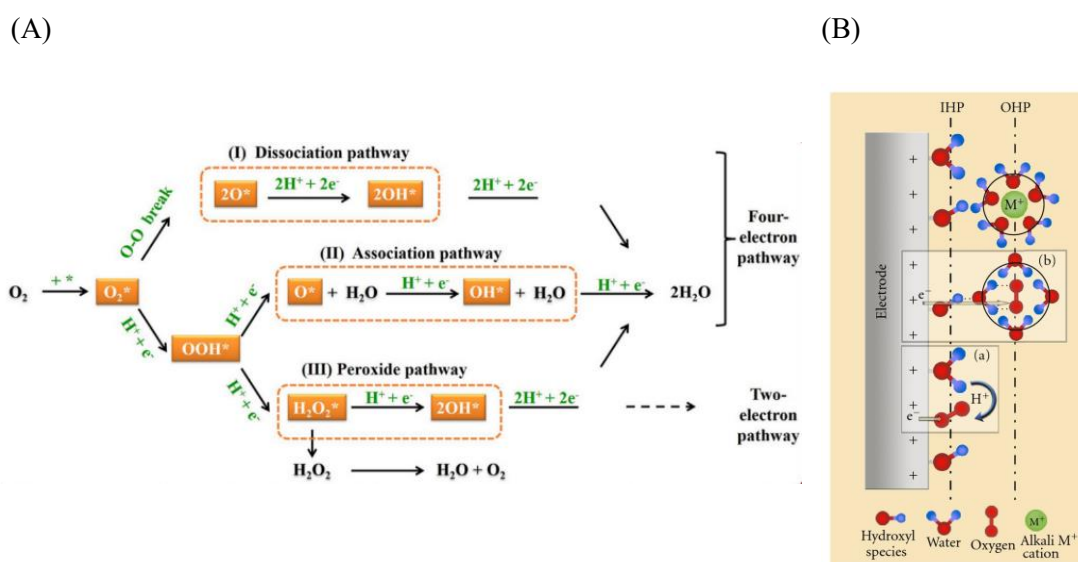 (A)
(B)
(I) Dissociation pathway
2O*
2H⁺ + 2e⁻
2OH*
2H⁺ + 2e⁻
O-O break
(II) Association pathway
O₂
+ *
O₂*
H⁺ + e⁻
OOH*
H⁺ + e⁻
O* + H₂O
H⁺ + e⁻
OH* + H₂O
H⁺ + e⁻
2H₂O
H⁺ + e⁻
(III) Peroxide pathway
H₂O₂*
H⁺ + e⁻
2OH*
2H⁺ + 2e⁻
H₂O₂
H₂O + O₂
Four-
electron
pathway
Two-
electron
pathway
IHP
OHP
Electrode
+
+
+
+
+
+
+
+
+
+
M⁺
(b)
e⁻
(a)
H⁺
e⁻
Hydroxyl
species
Water
Oxygen
M⁺
Alkali M⁺
cation